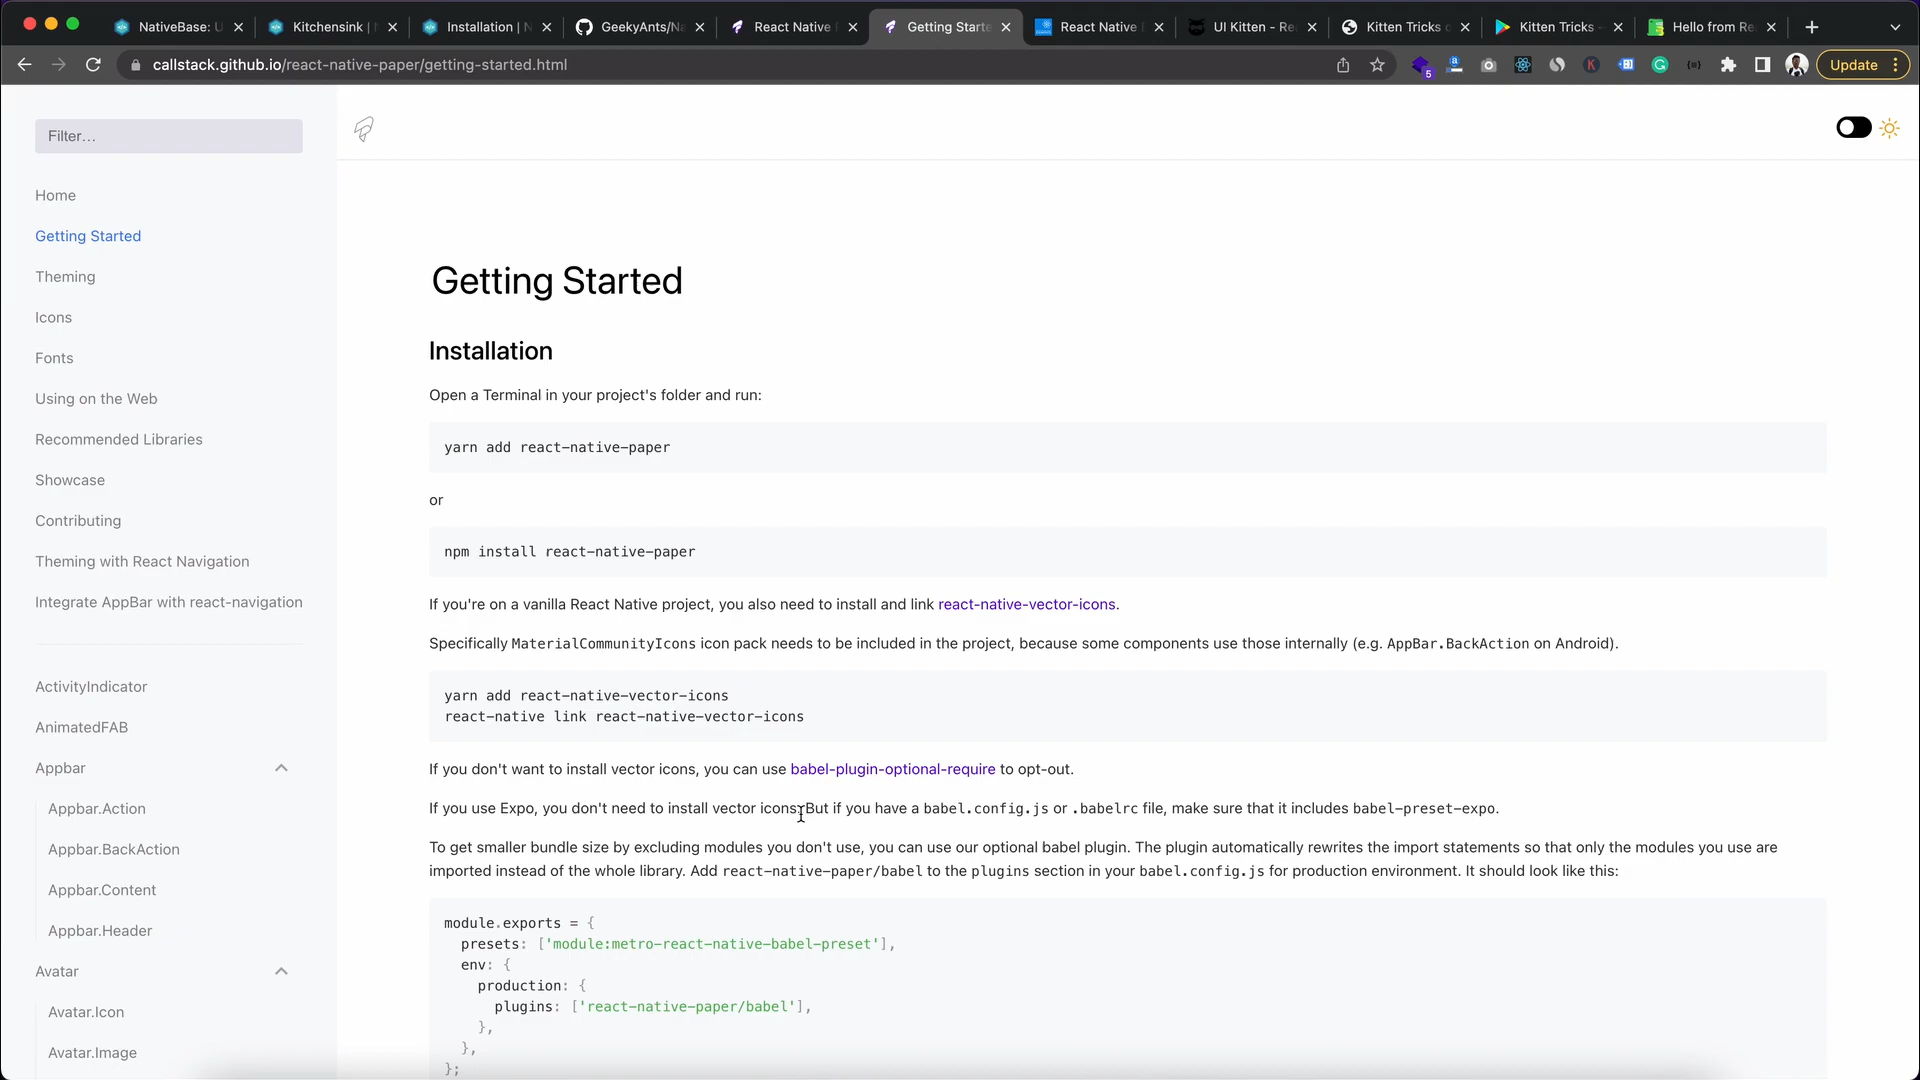 NativeBase: U
Kitchensink |
Installation | N
GeekyAnts/Na
React Native
Getting Starte
React Native E
UI Kitten - Rea
Kitten Tricks o
Kitten Tricks -
Hello from Re
callstack.github.io/react-native-paper/getting-started.html
5
Update
Filter...
Home
Getting Started
Theming
Icons
Fonts
Using on the Web
Recommended Libraries
Showcase
Contributing
Theming with React Navigation
Integrate AppBar with react-navigation
ActivityIndicator
AnimatedFAB
Appbar
Appbar.Action
Appbar.BackAction
Appbar.Content
Appbar.Header
Avatar
Avatar.Icon
Avatar.Image
Getting Started
Installation
Open a Terminal in your project's folder and run:
yarn add react-native-paper
or
npm install react-native-paper
If you're on a vanilla React Native project, you also need to install and link react-native-vector-icons.
Specifically MaterialCommunityIcons icon pack needs to be included in the project, because some components use those internally (e.g. AppBar.BackAction on Android).
yarn add react-native-vector-icons
react-native link react-native-vector-icons
If you don't want to install vector icons, you can use babel-plugin-optional-require to opt-out.
If you use Expo, you don't need to install vector icons. But if you have a babel.config.js or .babelrc file, make sure that it includes babel-preset-expo.
To get smaller bundle size by excluding modules you don't use, you can use our optional babel plugin. The plugin automatically rewrites the import statements so that only the modules you use are
imported instead of the whole library. Add react-native-paper/babel to the plugins section in your babel.config.js for production environment. It should look like this:
module.exports = {
presets: ['module:metro-react-native-babel-preset'],
env: {
production: {
plugins: ['react-native-paper/babel'],
},
},
};